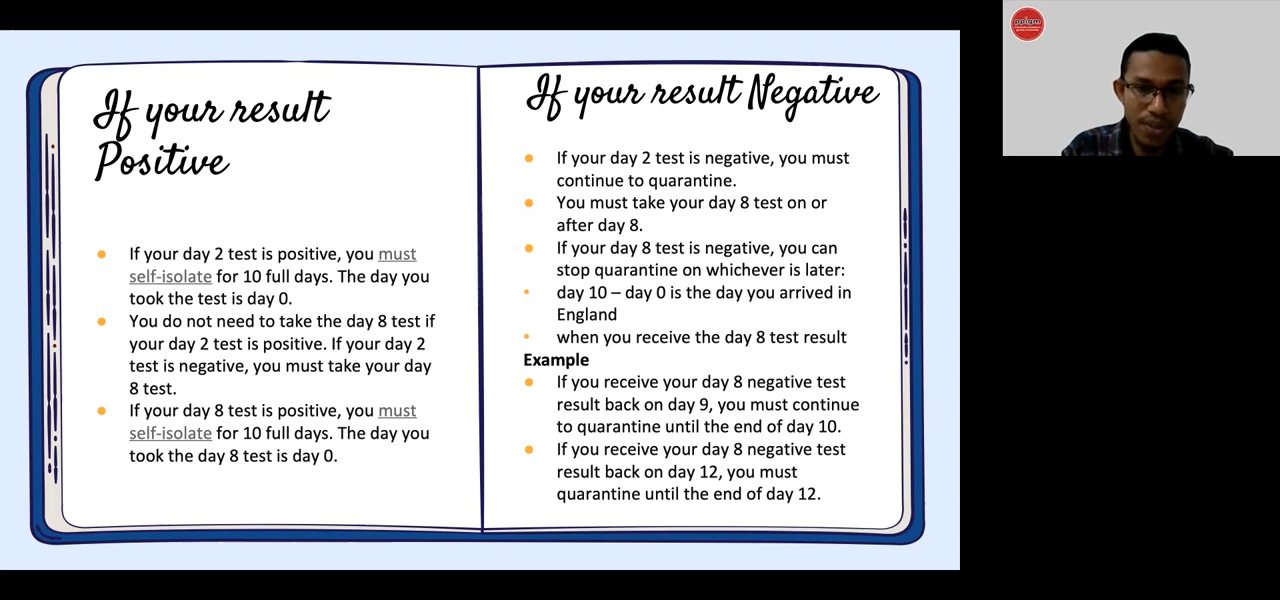 If your result
Positive
If your day 2 test is positive, you must
self-isolate for 10 full days. The day you
took the test is day 0.
You do not need to take the day 8 test if
your day 2 test is positive. If your day 2
test is negative, you must take your day
8 test.
If your day 8 test is positive, you must
self-isolate for 10 full days. The day you
took the day 8 test is day 0.
If your result Negative
If your day 2 test is negative, you must
continue to quarantine.
You must take your day 8 test on or
after day 8.
If your day 8 test is negative, you can
stop quarantine on whichever is later:
day 10 – day 0 is the day you arrived in
England
when you receive the day 8 test result
Example
If you receive your day 8 negative test
result back on day 9, you must continue
to quarantine until the end of day 10.
If you receive your day 8 negative test
result back on day 12, you must
quarantine until the end of day 12.
ppigm